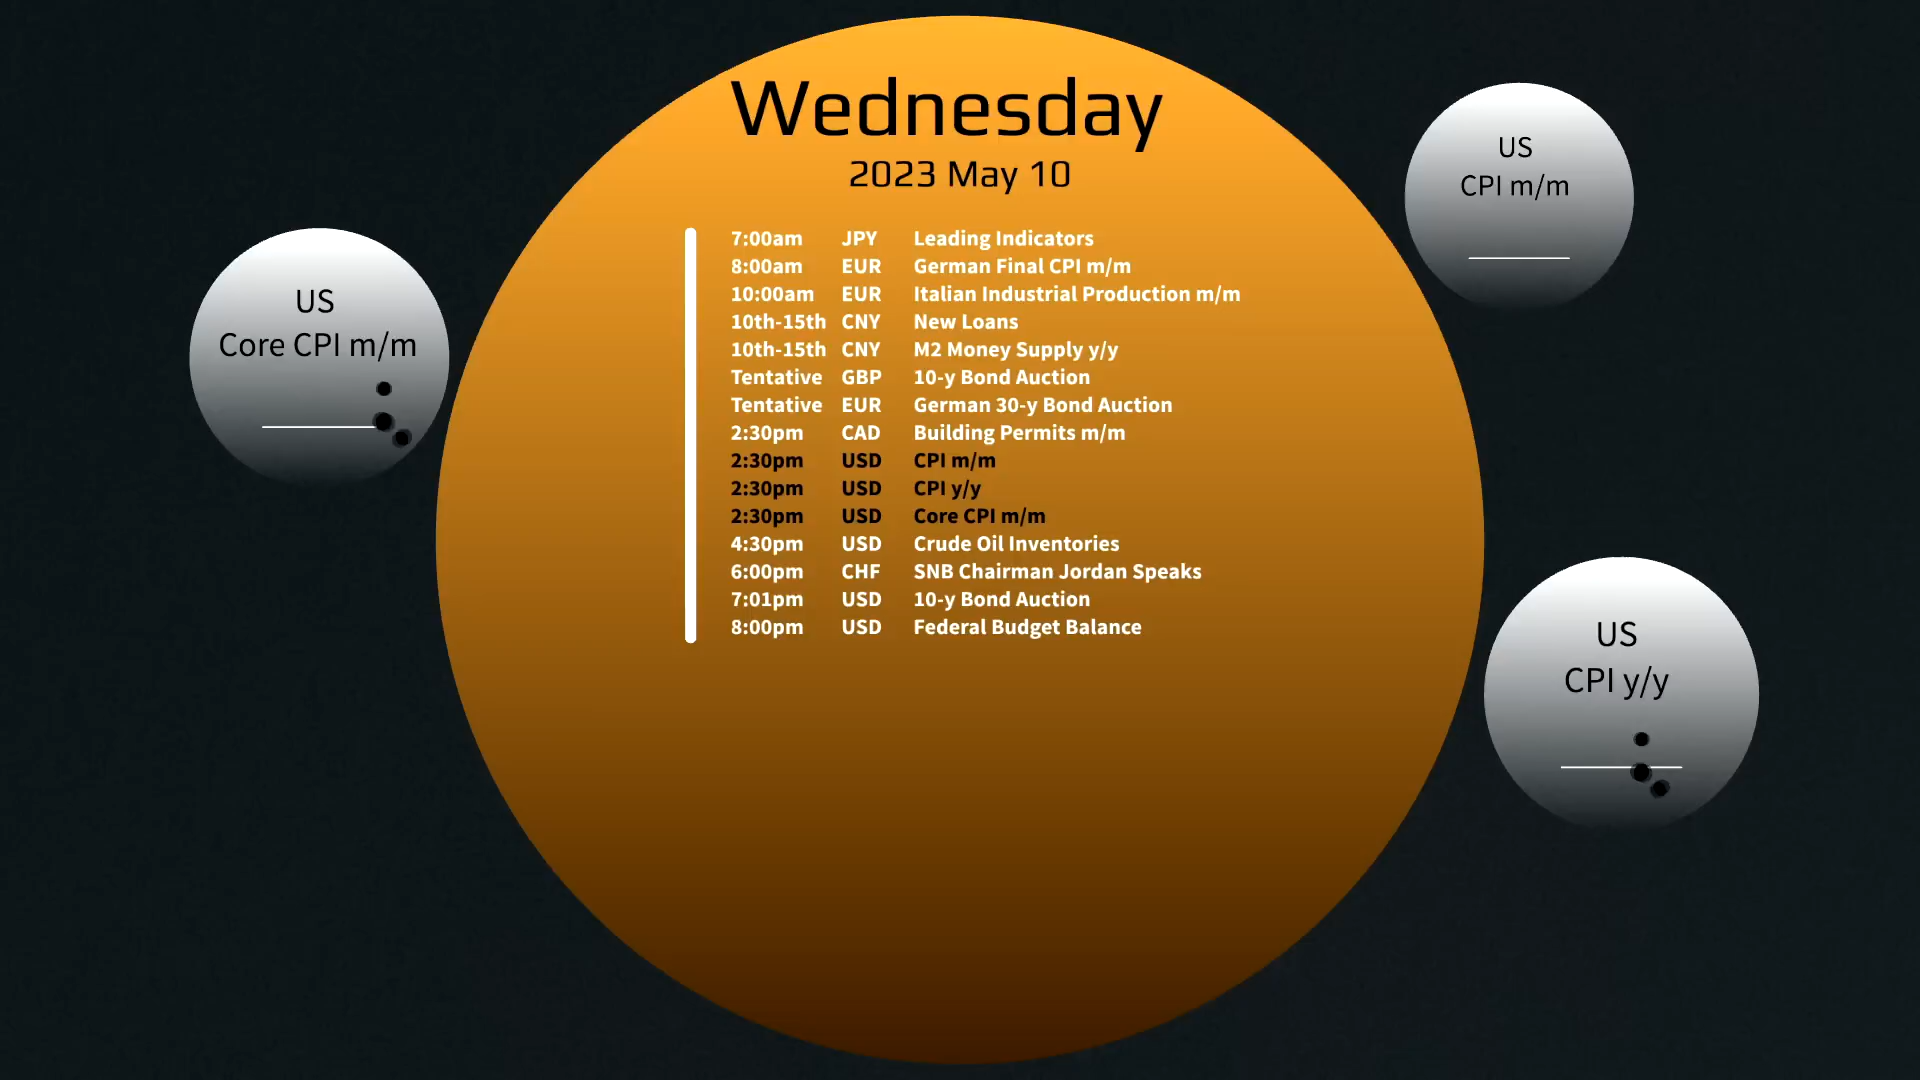 Wednesday
2023 May 10
7:00am JPY Leading Indicators
8:00am EUR German Final CPI m/m
10:00am EUR Italian Industrial Production m/m
10th-15th CNY New Loans
10th-15th CNY M2 Money Supply y/y
Tentative GBP 10-y Bond Auction
Tentative EUR German 30-y Bond Auction
2:30pm CAD Building Permits m/m
2:30pm USD CPI m/m
2:30pm USD CPI y/y
2:30pm USD Core CPI m/m
4:30pm USD Crude Oil Inventories
6:00pm CHF SNB Chairman Jordan Speaks
7:01pm USD 10-y Bond Auction
8:00pm USD Federal Budget Balance
US
Core CPI m/m
US
CPI m/m
US
CPI y/y